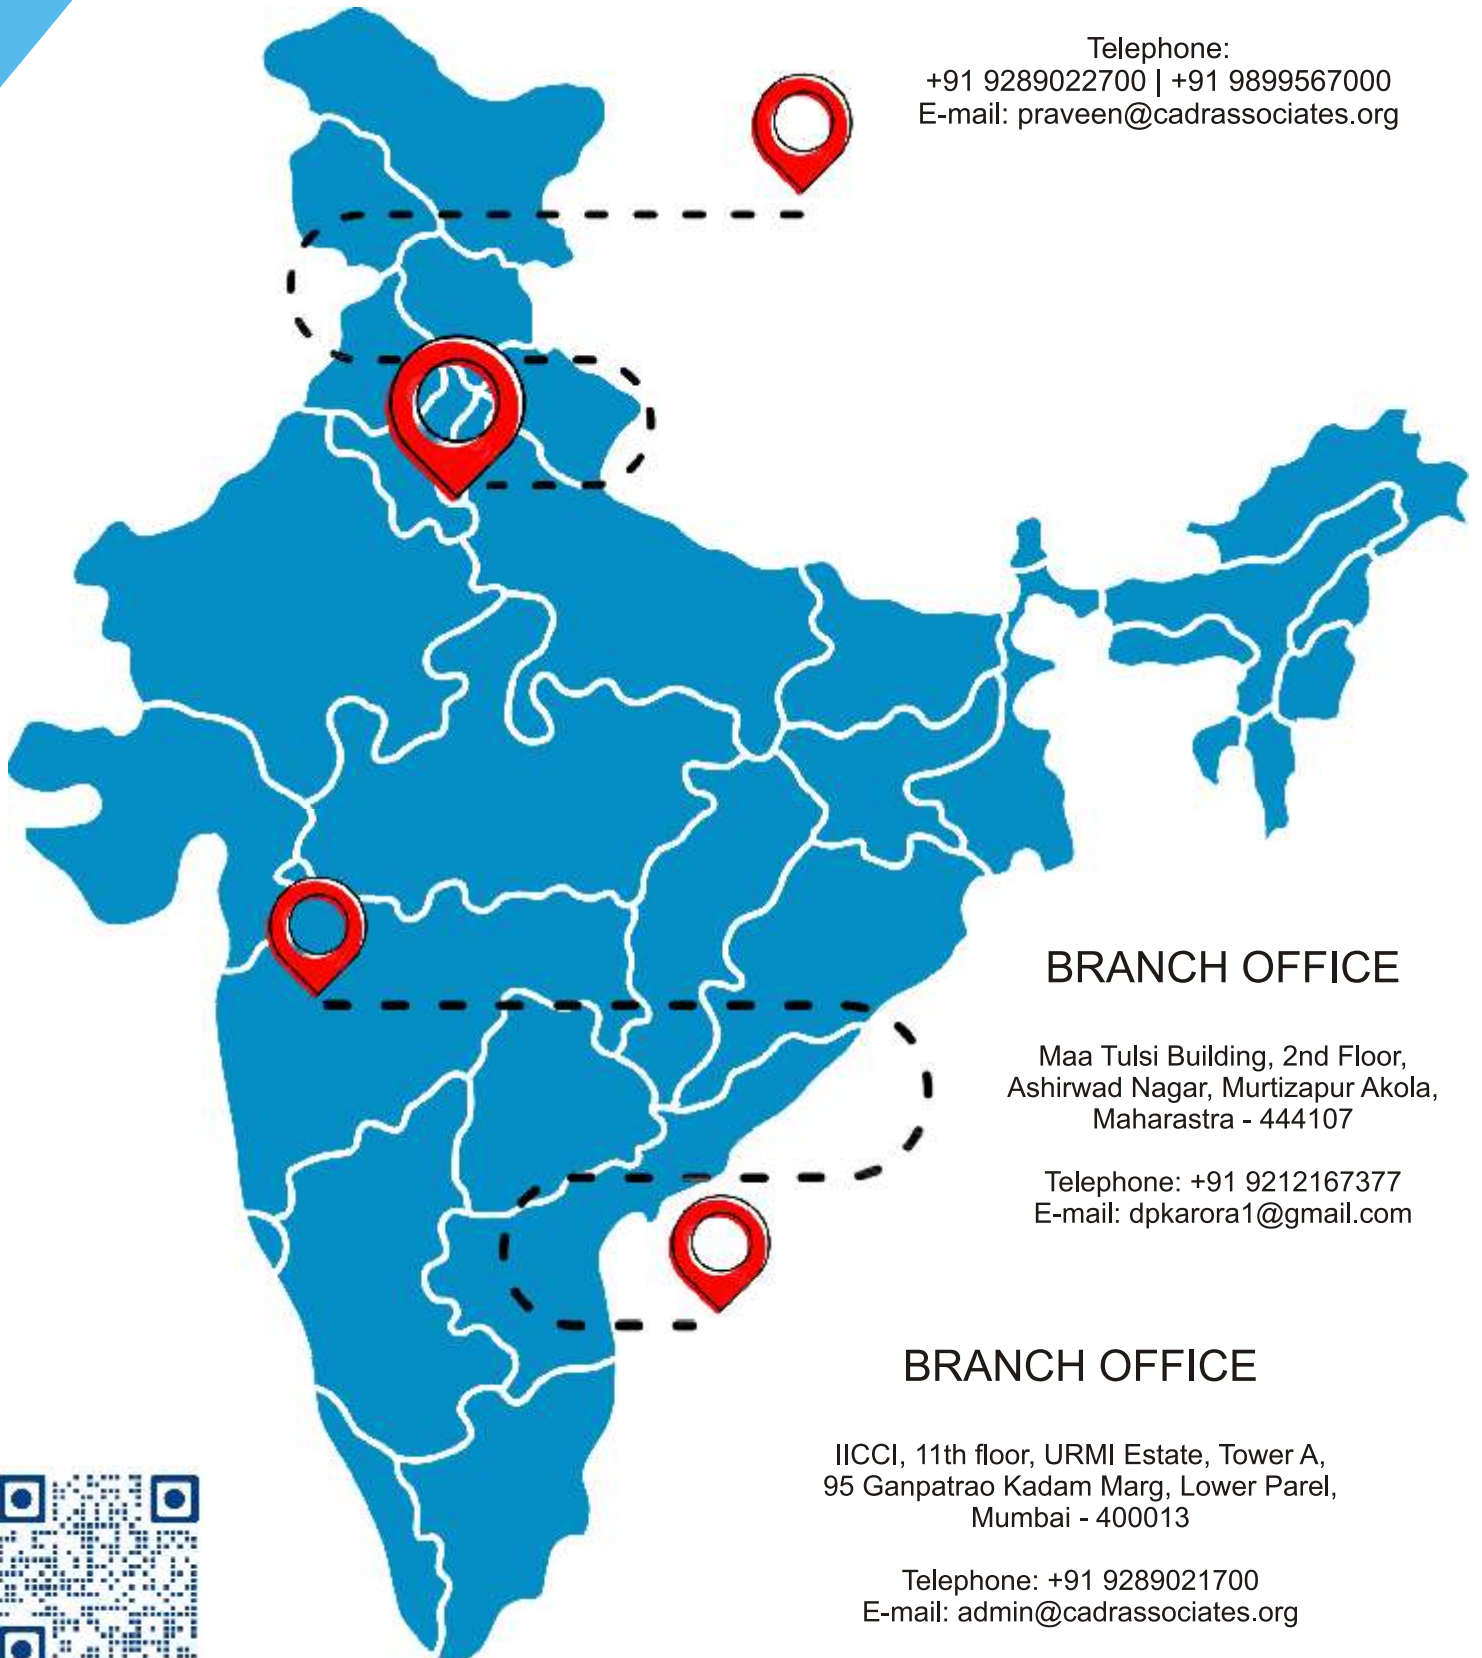 Telephone:
+91 9289022700 | +91 9899567000
E-mail: praveen@cadrassociates.org
BRANCH OFFICE
Maa Tulsi Building, 2nd Floor,
Ashirwad Nagar, Murtizapur Akola,
Maharastra - 444107
Telephone: +91 9212167377
E-mail: dpkarora1@gmail.com
BRANCH OFFICE
IICCI, 11th floor, URMI Estate, Tower A,
95 Ganpatrao Kadam Marg, Lower Parel,
Mumbai - 400013
Telephone: +91 9289021700
E-mail: admin@cadrassociates.org